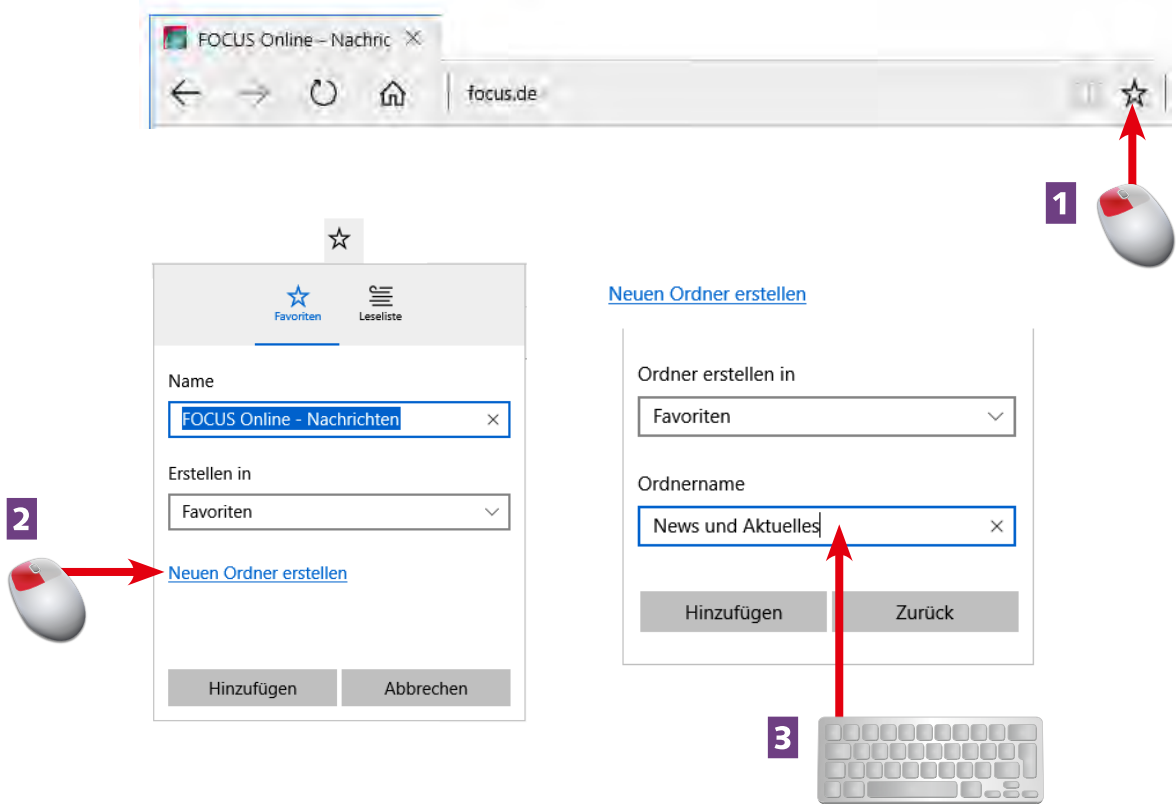 FOCUS Online – Nachric
focus.de
1
Favoriten
Leseliste
Name
FOCUS Online - Nachrichten
Erstellen in
Favoriten
2
Neuen Ordner erstellen
Hinzufügen
Abbrechen
Neuen Ordner erstellen
Ordner erstellen in
Favoriten
Ordnername
News und Aktuelles
Hinzufügen
Zurück
3